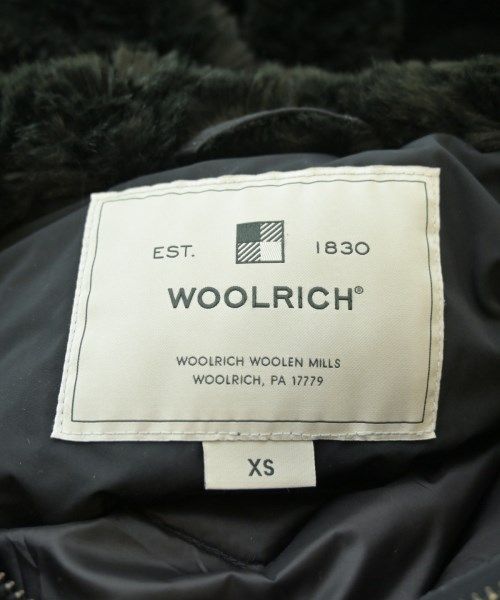 EST. 1830
WOOLRICH®
WOOLRICH WOOLEN MILLS
WOOLRICH, PA 17779
XS